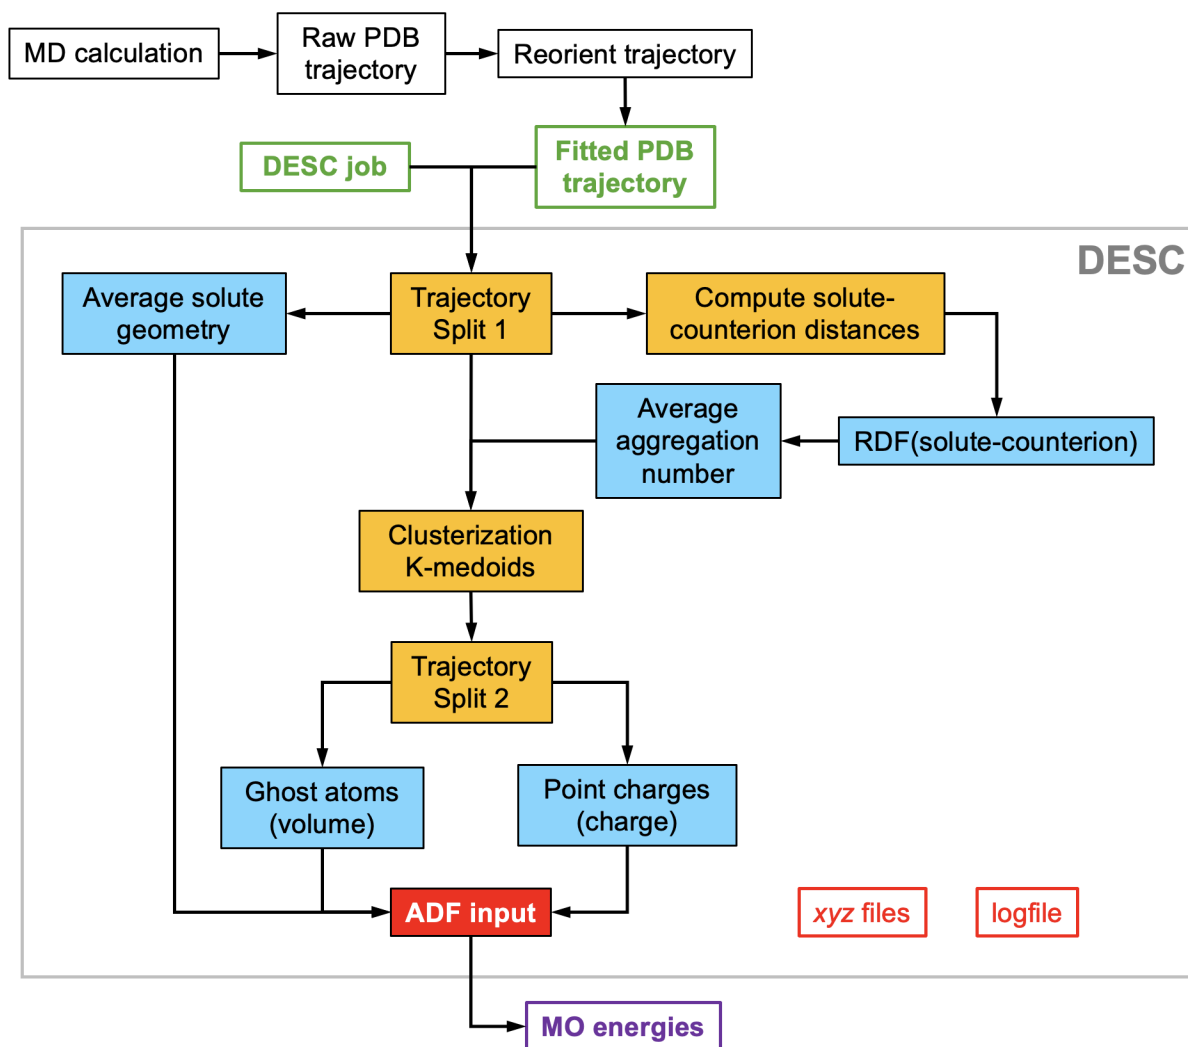 MD calculation
Raw PDB
trajectory
Reorient trajectory
DESC job
Fitted PDB
trajectory
DESC
Average solute
geometry
Trajectory
Split 1
Compute solute-
counterion distances
Average
aggregation
number
RDF(solute-counterion)
Clusterization
K-medoids
Trajectory
Split 2
Ghost atoms
(volume)
Point charges
(charge)
ADF input
xyz files
logfile
MO energies